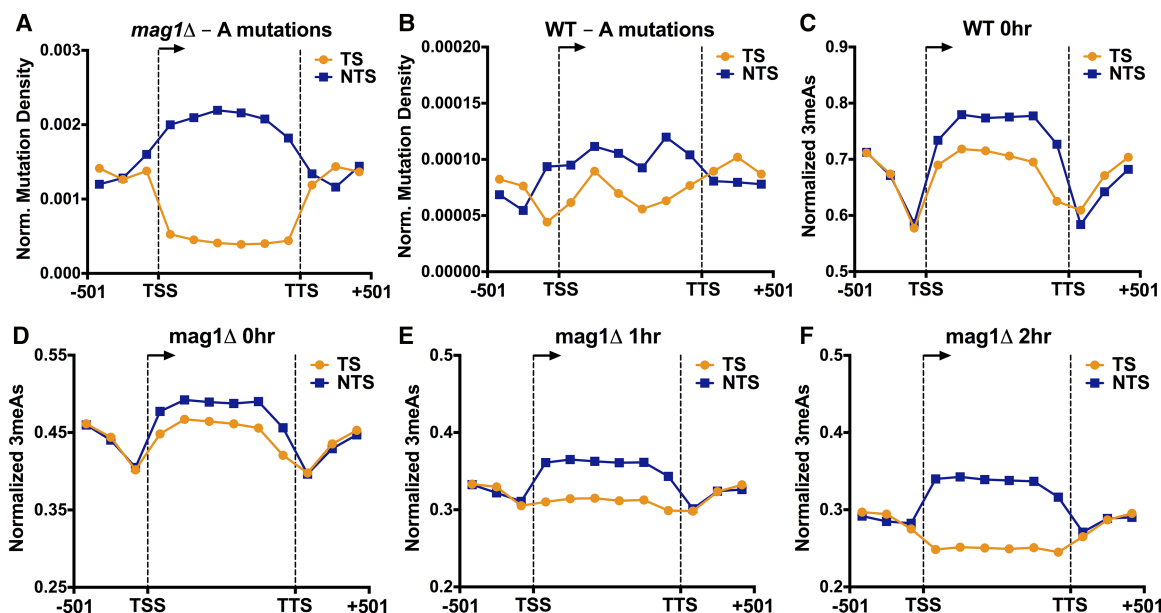 A
mag1Δ – A mutations
Norm. Mutation Density
0.003
0.002
0.001
0.000
TS
NTS
-501
TSS
TTS
+501
B
WT – A mutations
Norm. Mutation Density
0.00020
0.00015
0.00010
0.00005
0.00000
TS
NTS
-501
TSS
TTS
+501
C
WT 0hr
Normalized 3meAs
0.9
0.8
0.7
0.6
0.5
TS
NTS
-501
TSS
TTS
+501
D
mag1Δ 0hr
Normalized 3meAs
0.55
0.45
0.35
0.25
TS
NTS
-501
TSS
TTS
+501
E
mag1Δ 1hr
Normalized 3meAs
0.5
0.4
0.3
0.2
TS
NTS
-501
TSS
TTS
+501
F
mag1Δ 2hr
Normalized 3meAs
0.5
0.4
0.3
0.2
TS
NTS
-501
TSS
TTS
+501